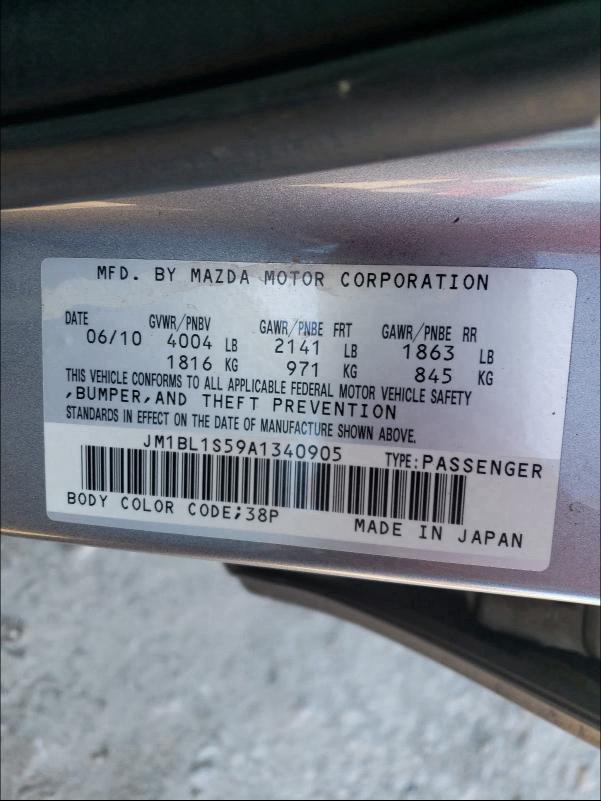 MFD. BY MAZDA MOTOR CORPORATION
DATE GVWR/PNBV GAWR/PNBE FRT GAWR/PNBE RR
06/10 4004 LB 2141 LB 1863 LB
1816 KG 971 KG 845 KG
THIS VEHICLE CONFORMS TO ALL APPLICABLE FEDERAL MOTOR VEHICLE SAFETY
,BUMPER,AND THEFT PREVENTION
STANDARDS IN EFFECT ON THE DATE OF MANUFACTURE SHOWN ABOVE.
JM1BL1S59A1340905 TYPE:PASSENGER
BODY COLOR CODE;38P MADE IN JAPAN